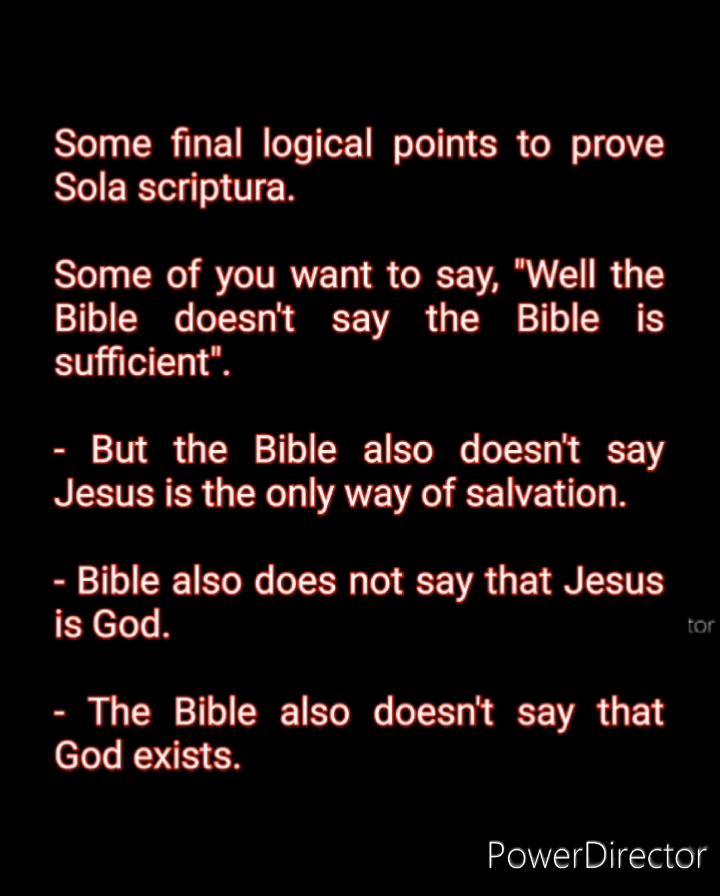 Some final logical points to prove
Sola scriptura.
Some of you want to say, "Well the
Bible doesn't say the Bible is
sufficient".
- But the Bible also doesn't say
Jesus is the only way of salvation.
- Bible also does not say that Jesus
is God.
tor
- The Bible also doesn't say that
God exists.
PowerDirector